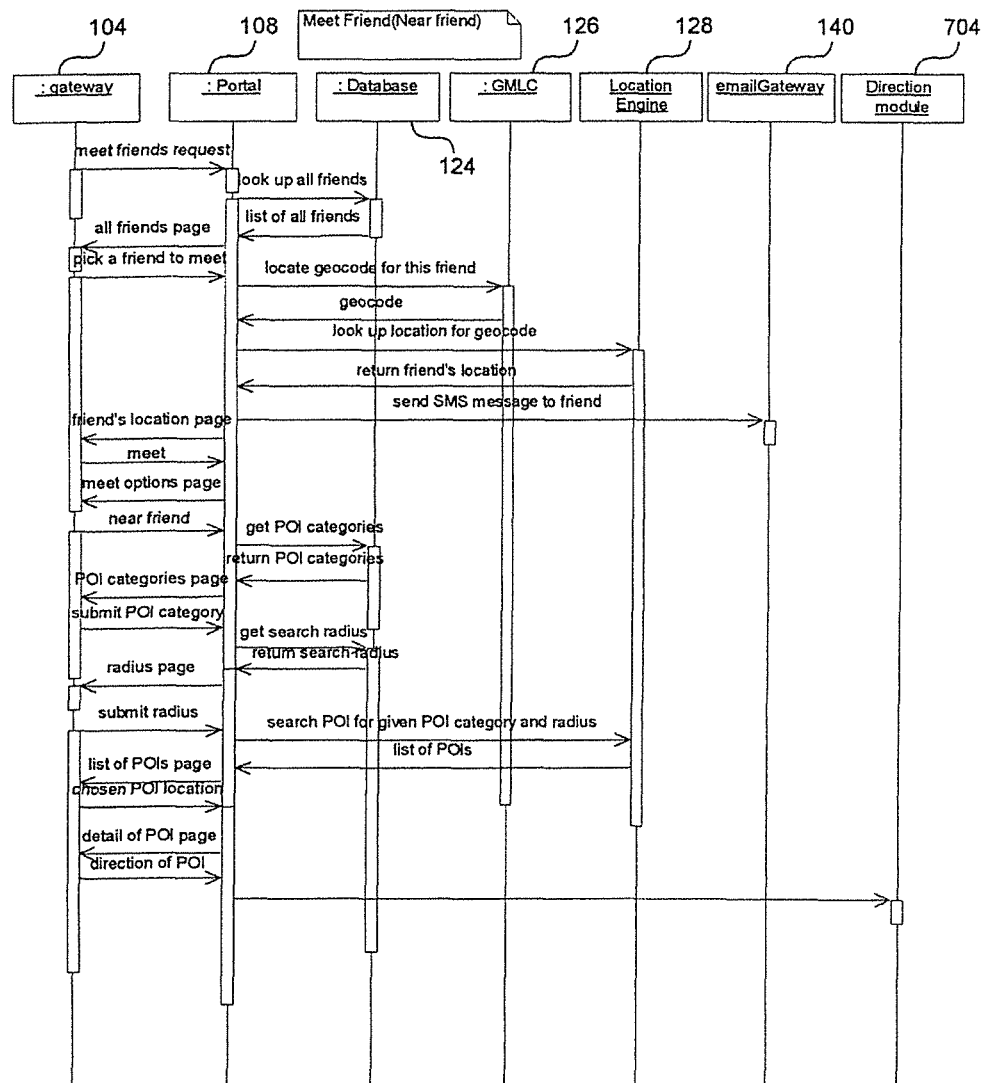 Meet Friend(Near friend)
104
108
126
128
140
704
: gateway
: Portal
: Database
: GMLC
Location
Engine
emailGateway
Direction
module
124
meet friends request
look up all friends
list of all friends
all friends page
pick a friend to meet
locate geocode for this friend
geocode
look up location for geocode
return friend's location
send SMS message to friend
friend's location page
meet
meet options page
near friend
get POI categories
return POI categories
POI categories page
submit POI category
get search radius
return search radius
radius page
submit radius
search POI for given POI category and radius
list of POIs
list of POIs page
chosen POI location
detail of POI page
direction of POI